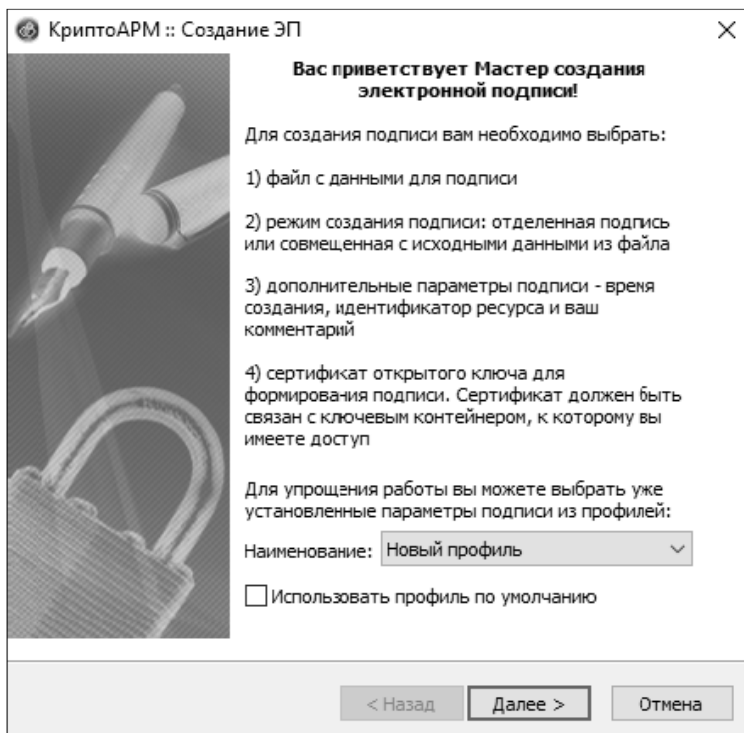 КриптоАРМ :: Создание ЭП
Вас приветствует Мастер создания
электронной подписи!
Для создания подписи вам необходимо выбрать:
1) файл с данными для подписи
2) режим создания подписи: отделенная подпись
или совмещенная с исходными данными из файла
3) дополнительные параметры подписи - время
создания, идентификатор ресурса и ваш
комментарий
4) сертификат открытого ключа для
формирования подписи. Сертификат должен быть
связан с ключевым контейнером, к которому вы
имеете доступ
Для упрощения работы вы можете выбрать уже
установленные параметры подписи из профилей:
Наименование: Новый профиль
Использовать профиль по умолчанию
< Назад Далее > Отмена